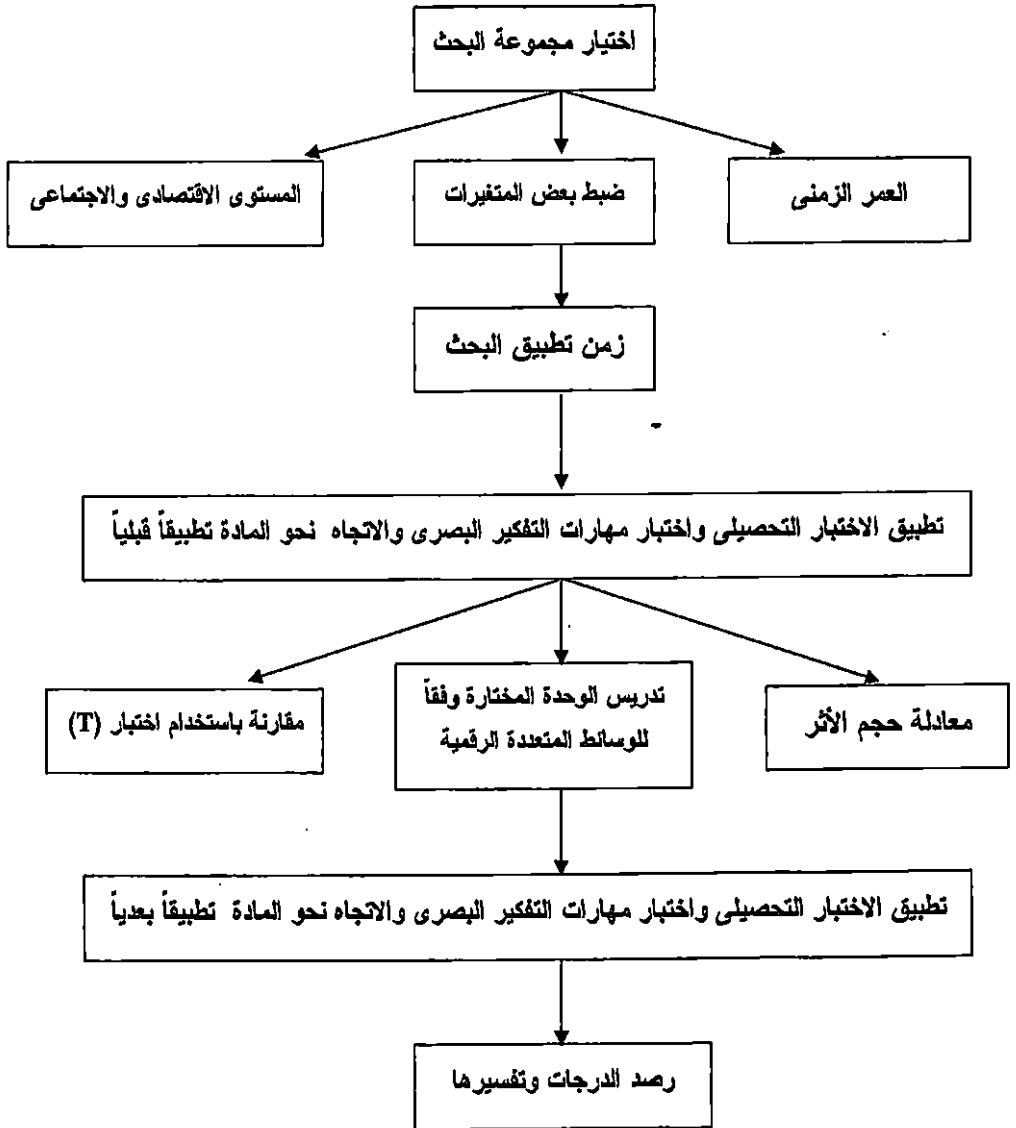 اختيار مجموعة البحث
العمر الزمنى
ضبط بعض المتغيرات
المستوى الاقتصادى والاجتماعى
زمن تطبيق البحث
تطبيق الاختبار التحصيلى واختبار مهارات التفكير البصرى والاتجاه نحو المادة تطبيقاً قبلياً
معادلة حجم الأثر
تدريس الوحدة المختارة وفقاً
للوسائط المتعددة الرقمية
مقارنة باستخدام اختبار (T)
تطبيق الاختبار التحصيلى واختبار مهارات التفكير البصرى والاتجاه نحو المادة تطبيقاً بعدياً
رصد الدرجات وتفسيرها